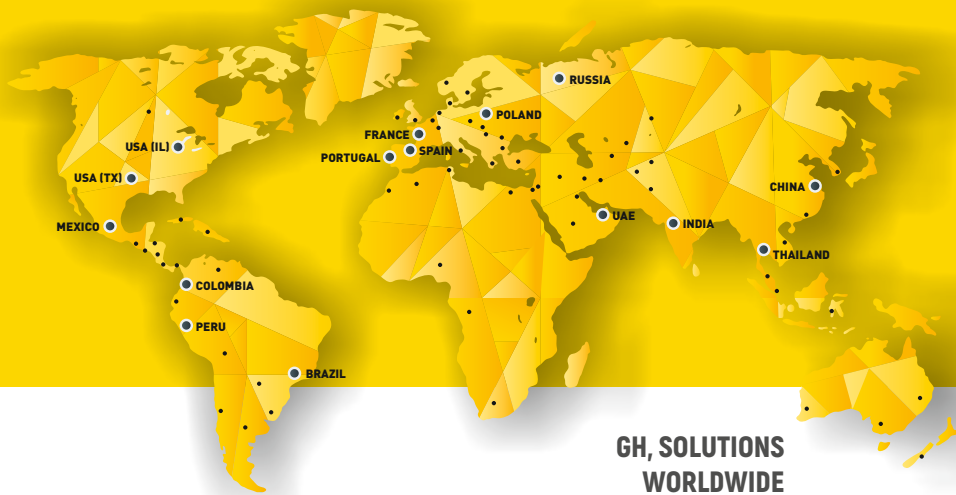 RUSSIA
POLAND
FRANCE
USA (IL)
SPAIN
PORTUGAL
USA (TX)
CHINA
UAE
MEXICO
INDIA
THAILAND
COLOMBIA
PERU
BRAZIL
GH, SOLUTIONS
WORLDWIDE